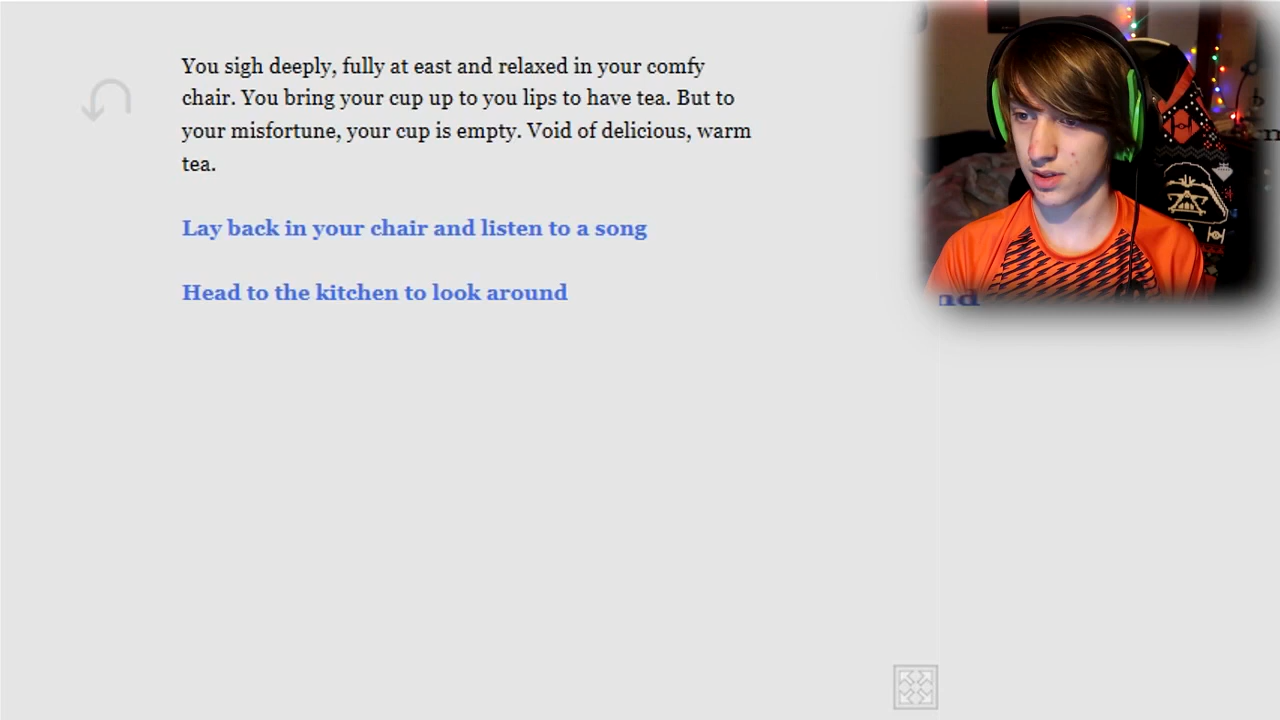 You sigh deeply, fully at east and relaxed in your comfy
chair. You bring your cup up to you lips to have tea. But to
your misfortune, your cup is empty. Void of delicious, warm
tea.
Lay back in your chair and listen to a song
Head to the kitchen to look around